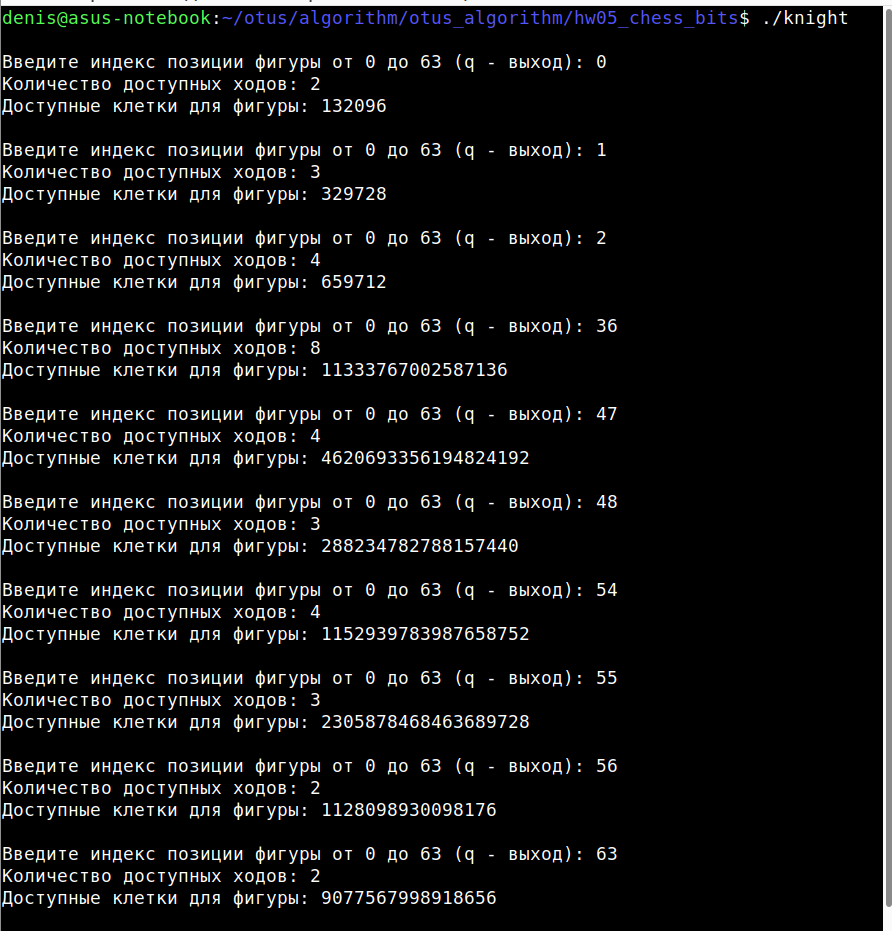 denis@asus-notebook:~/otus/algorithm/otus_algorithm/hw05_chess_bits$ ./knight
Введите индекс позиции фигуры от 0 до 63 (q - выход): 0
Количество доступных ходов: 2
Доступные клетки для фигуры: 132096
Введите индекс позиции фигуры от 0 до 63 (q - выход): 1
Количество доступных ходов: 3
Доступные клетки для фигуры: 329728
Введите индекс позиции фигуры от 0 до 63 (q - выход): 2
Количество доступных ходов: 4
Доступные клетки для фигуры: 659712
Введите индекс позиции фигуры от 0 до 63 (q - выход): 36
Количество доступных ходов: 8
Доступные клетки для фигуры: 11333767002587136
Введите индекс позиции фигуры от 0 до 63 (q - выход): 47
Количество доступных ходов: 4
Доступные клетки для фигуры: 4620693356194824192
Введите индекс позиции фигуры от 0 до 63 (q - выход): 48
Количество доступных ходов: 3
Доступные клетки для фигуры: 288234782788157440
Введите индекс позиции фигуры от 0 до 63 (q - выход): 54
Количество доступных ходов: 4
Доступные клетки для фигуры: 1152939783987658752
Введите индекс позиции фигуры от 0 до 63 (q - выход): 55
Количество доступных ходов: 3
Доступные клетки для фигуры: 2305878468463689728
Введите индекс позиции фигуры от 0 до 63 (q - выход): 56
Количество доступных ходов: 2
Доступные клетки для фигуры: 1128098930098176
Введите индекс позиции фигуры от 0 до 63 (q - выход): 63
Количество доступных ходов: 2
Доступные клетки для фигуры: 9077567998918656